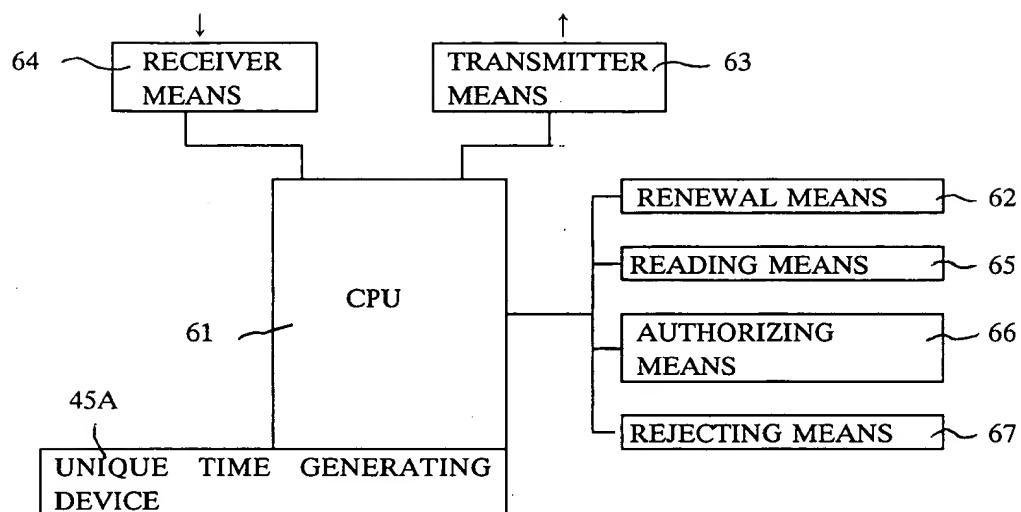 64
RECEIVER
MEANS
TRANSMITTER
MEANS
63
RENEWAL MEANS
62
READING MEANS
65
CPU
61
AUTHORIZING
MEANS
66
45A
REJECTING MEANS
67
UNIQUE TIME GENERATING
DEVICE